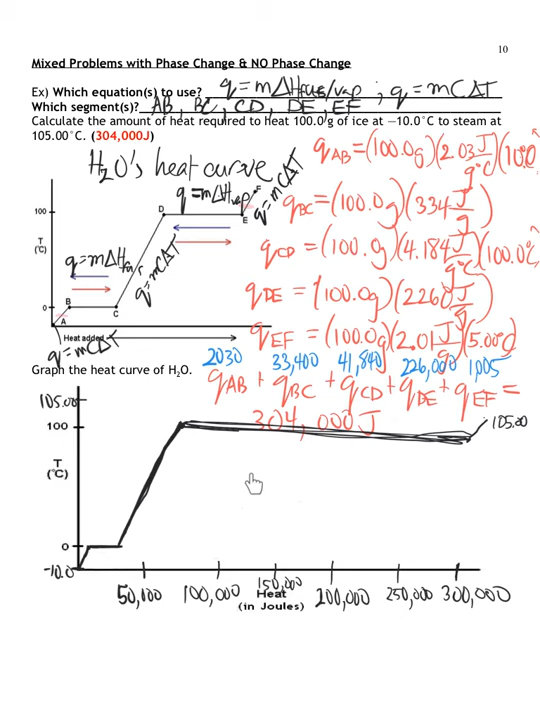 10
Mixed Problems with Phase Change & NO Phase Change
Ex) Which equation(s) to use? q = mΔHfus/vap ; q = mCΔT
Which segment(s)? AB, BC, CD, DE, EF
Calculate the amount of heat required to heat 100.0 g of ice at −10.0°C to steam at
105.00°C. (304,000J)
H₂O's heat curve
qAB = (100.0g)(2.03 J/g°C)(10.0°
qBC = (100.0g)(334 J/g)
qCD = (100.0g)(4.184 J/g°C)(100.0°C)
qDE = (100.0g)(2260 J/g)
qEF = (100.0g)(2.01 J/g)(5.00°C)
q = mΔHvap
q = mCΔT
q = mΔHfus
q = mCΔT
q = mCΔT
100
T
(°C)
0
A
B
C
D
E
F
Heat added
2030 33,400 41,840 226,000 1,005
qAB + qBC + qCD + qDE + qEF =
304,000J
Graph the heat curve of H₂O.
105.00
100
105.00
T
(°C)
0
-10.0
50,000 100,000 150,000 200,000 250,000 300,000
Heat
(in Joules)